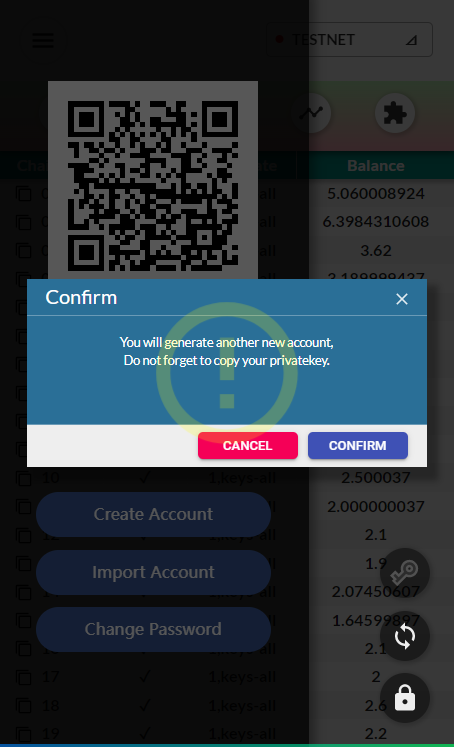 TESTNET
Balance
5.060008924
6.3984310608
3.62
3.189999437
Confirm
You will generate another new account,
Do not forget to copy your privatekey.
CANCEL
CONFIRM
10 ✓ 1.keys-all 2.500037
2.000000037
Create Account
2.1
1.9
Import Account
2.07450607
1.64599897
Change Password
2.1
17 ✓ 1.keys-all 2
18 ✓ 1.keys-all 2.6
19 ✓ 1.keys-all 2.2